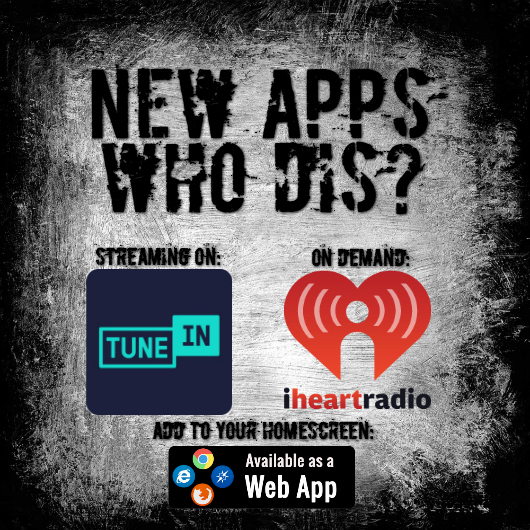 NEW APPS
WHO DIS?
STREAMING ON:
ON DEMAND:
TUNE IN
iheartradio
ADD TO YOUR HOMESCREEN:
Available as a
Web App